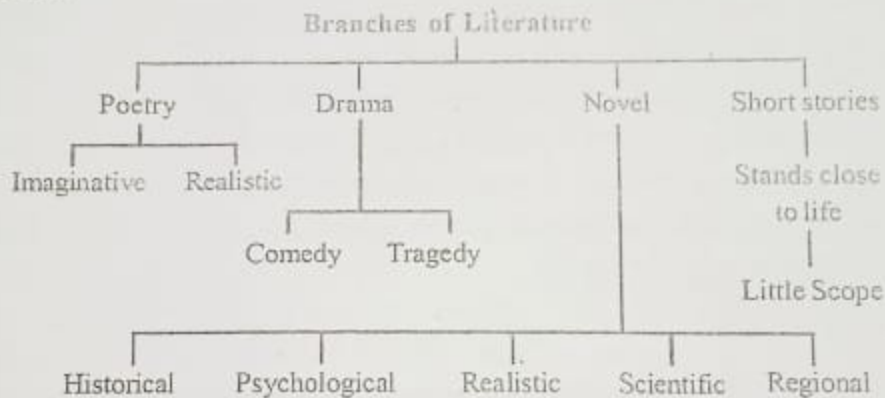 Branches of Literature
Poetry Drama Novel Short stories
Imaginative Realistic Stands close
to life
Comedy Tragedy
Little Scope
Historical Psychological Realistic Scientific Regional